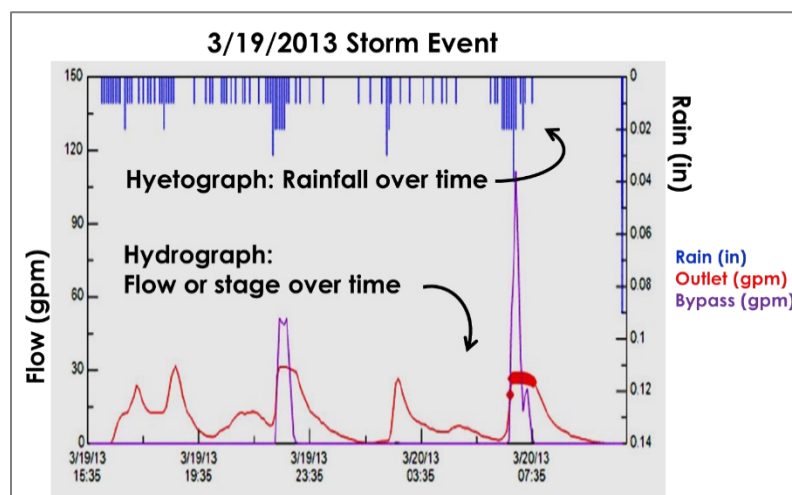 3/19/2013 Storm Event
150
120
90
60
30
0
Flow (gpm)
0
0.02
0.04
0.06
0.08
0.1
0.12
0.14
Rain (in)
Hyetograph: Rainfall over time
Hydrograph:
Flow or stage over time
Rain (in)
Outlet (gpm)
Bypass (gpm)
3/19/13 3/19/13 3/19/13 3/20/13 3/20/13
15:35 19:35 23:35 03:35 07:35